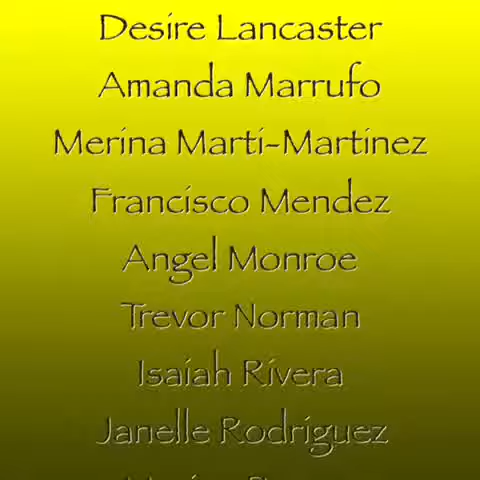 Desire Lancaster
Amanda Marrufo
Merina Marti-Martinez
Francisco Mendez
Angel Monroe
Trevor Norman
Isaiah Rivera
Janelle Rodriguez